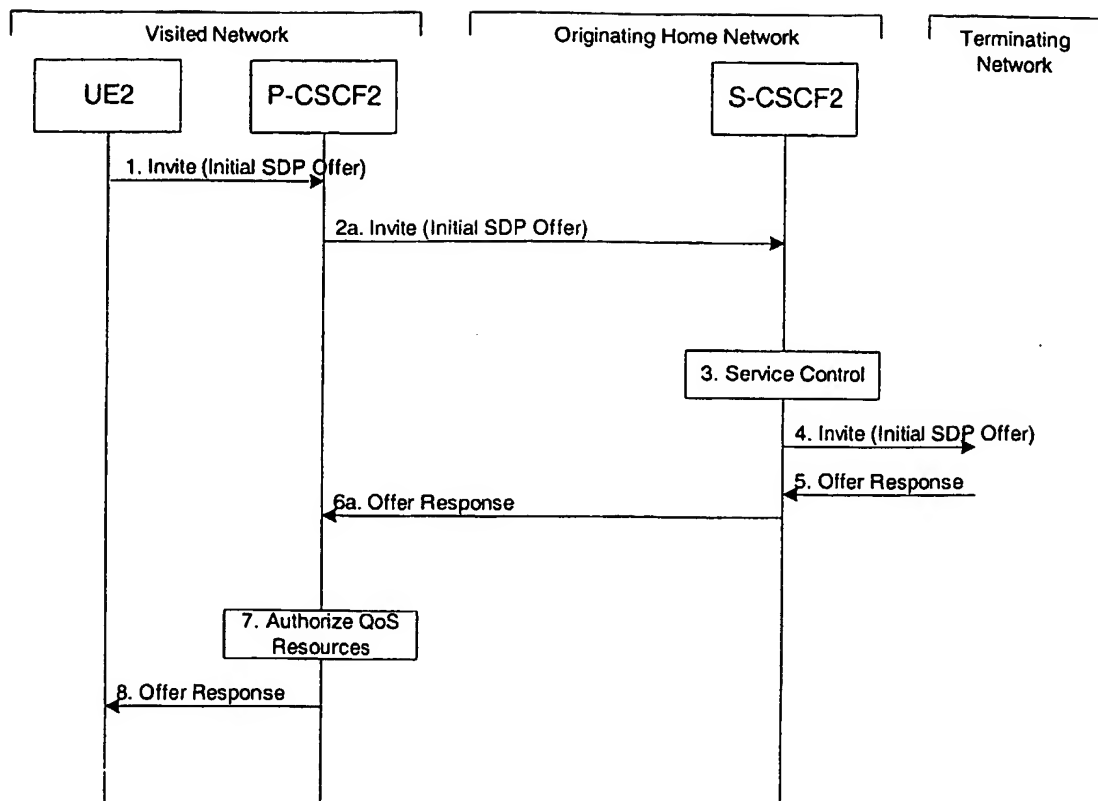 Visited Network
Originating Home Network
Terminating
Network
UE2
P-CSCF2
S-CSCF2
1. Invite (Initial SDP Offer)
2a. Invite (Initial SDP Offer)
3. Service Control
4. Invite (Initial SDP Offer)
5. Offer Response
6a. Offer Response
7. Authorize QoS
Resources
8. Offer Response